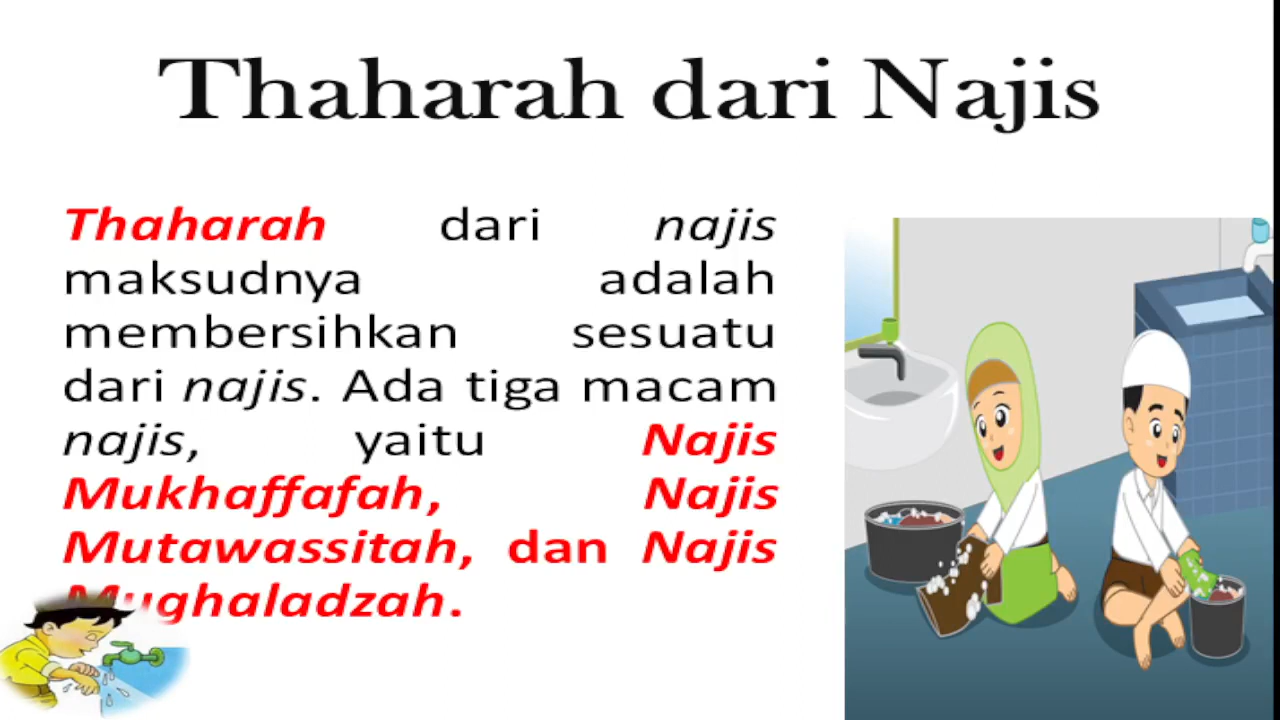 Thaharah dari Najis
Thaharah dari najis
maksudnya adalah
membersihkan sesuatu
dari najis. Ada tiga macam
najis, yaitu Najis
Mukhaffafah, Najis
Mutawassitah, dan Najis
Mughaladzah.